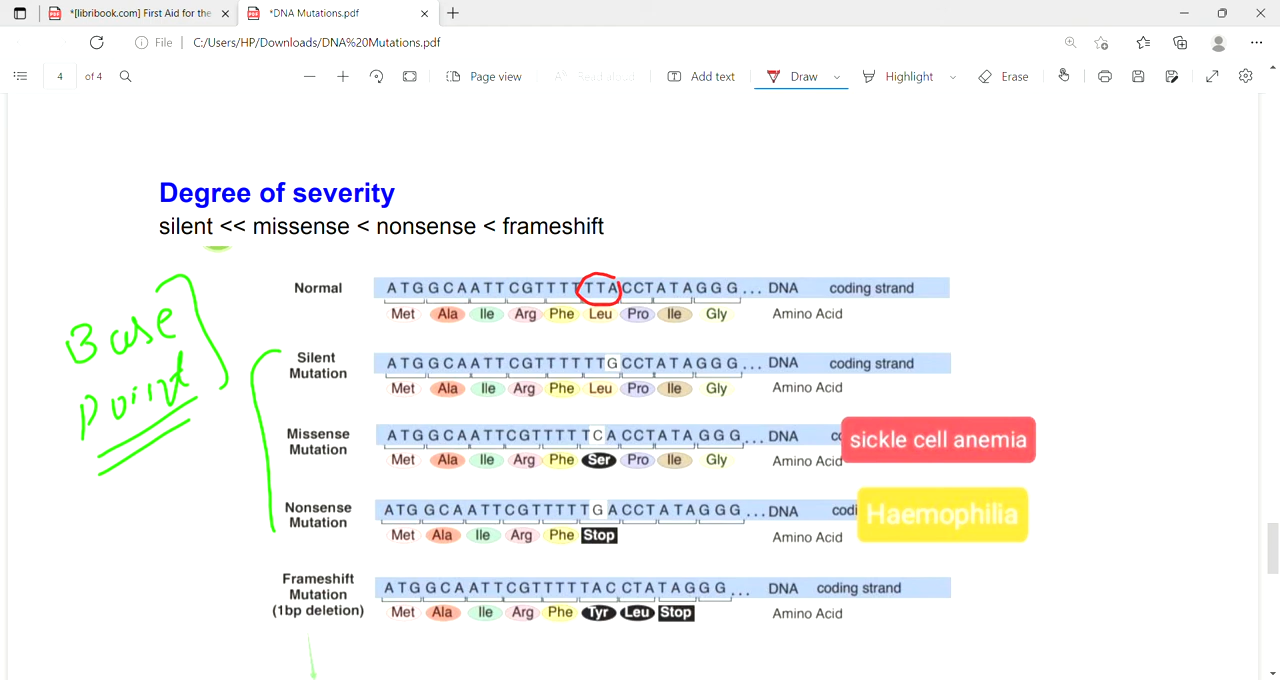 *[libribook.com] First Aid for the
*DNA Mutations.pdf
File
C:/Users/HP/Downloads/DNA%20Mutations.pdf
4 of 4
Page view
Read aloud
Add text
Draw
Highlight
Erase
Degree of severity
silent << missense < nonsense < frameshift
Base
point
Normal
ATGGCAATTCGTTTTTTACCTATAGGG... DNA coding strand
Met Ala Ile Arg Phe Leu Pro Ile Gly Amino Acid
Silent
Mutation
ATGGCAATTCGTTTTTTGCCTATAGGG... DNA coding strand
Met Ala Ile Arg Phe Leu Pro Ile Gly Amino Acid
Missense
Mutation
ATGGCAATTCGTTTTTCACCTATAGGG... DNA
sickle cell anemia
Met Ala Ile Arg Phe Ser Pro Ile Gly Amino Acid
Nonsense
Mutation
ATGGCAATTCGTTTTTGACCTATAGGG... DNA codi
Haemophilia
Met Ala Ile Arg Phe Stop Amino Acid
Frameshift
Mutation
(1bp deletion)
ATGGCAATTCGTTTTTACCTATAGGG... DNA coding strand
Met Ala Ile Arg Phe Tyr Leu Stop Amino Acid